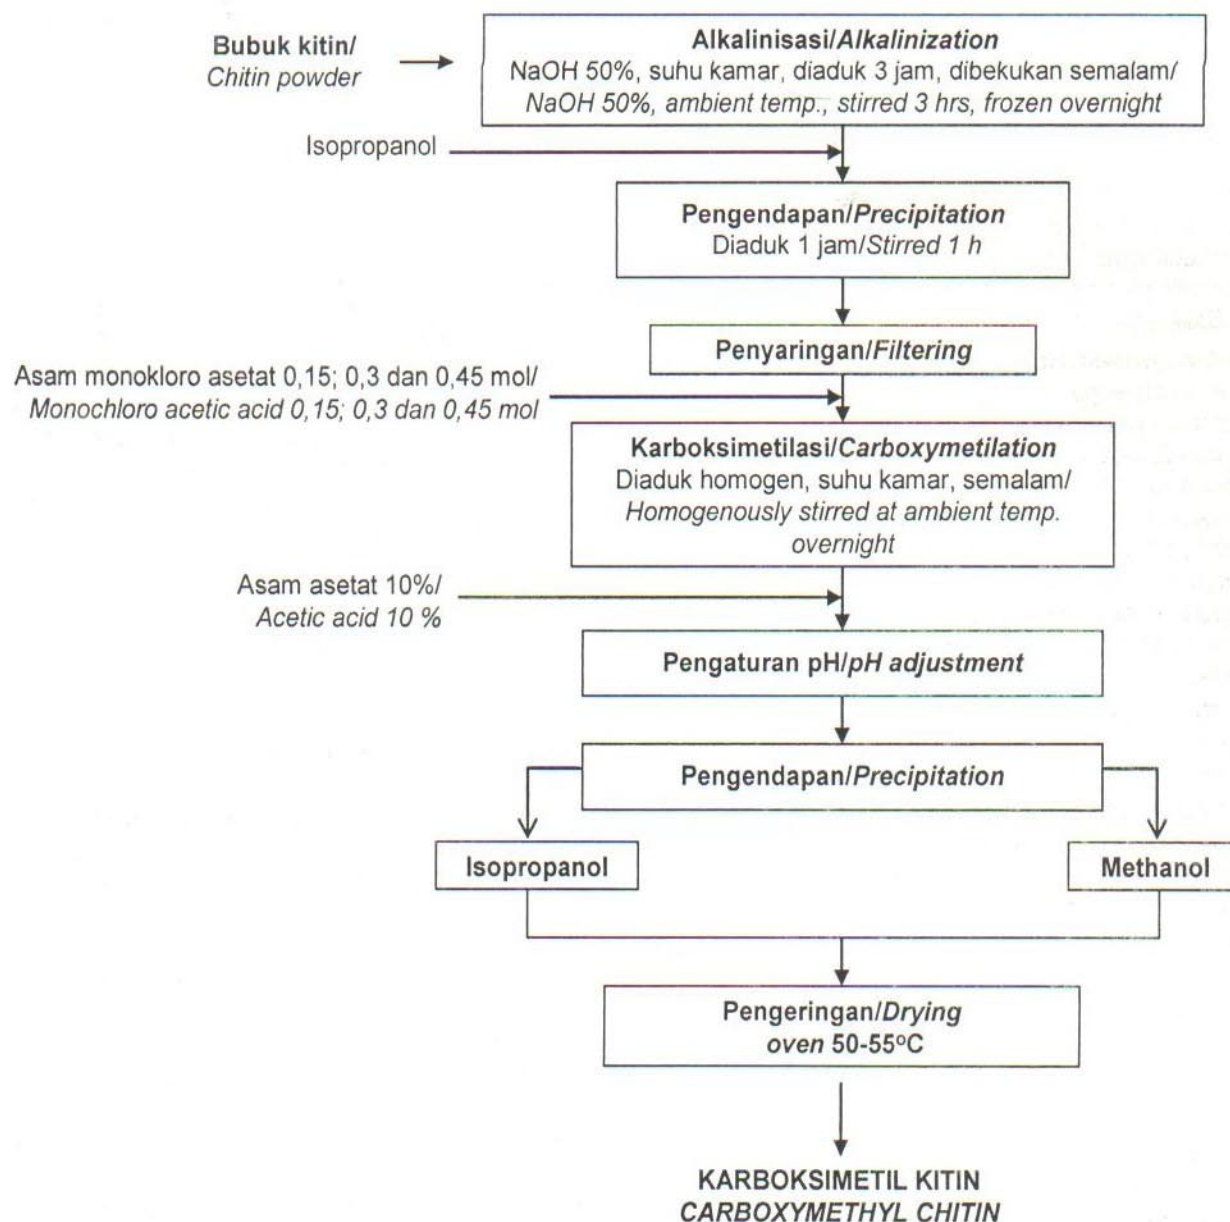 Bubuk kitin/
Chitin powder
Alkalinisasi/Alkalinization
NaOH 50%, suhu kamar, diaduk 3 jam, dibekukan semalam/
NaOH 50%, ambient temp., stirred 3 hrs, frozen overnight
Isopropanol
Pengendapan/Precipitation
Diaduk 1 jam/Stirred 1 h
Penyaringan/Filtering
Asam monokloro asetat 0,15; 0,3 dan 0,45 mol/
Monochloro acetic acid 0,15; 0,3 dan 0,45 mol
Karboksimetilasi/Carboxymetilation
Diaduk homogen, suhu kamar, semalam/
Homogenously stirred at ambient temp.
overnight
Asam asetat 10%/
Acetic acid 10 %
Pengaturan pH/pH adjustment
Pengendapan/Precipitation
Isopropanol
Methanol
Pengeringan/Drying
oven 50-55°C
KARBOKSIMETIL KITIN
CARBOXYMETHYL CHITIN